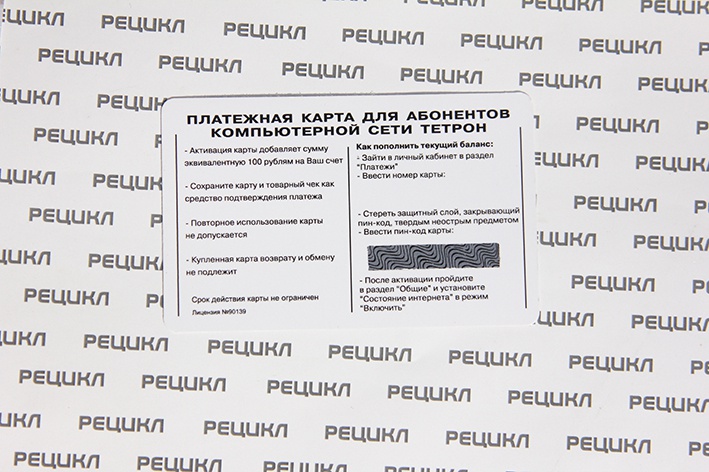 ПЛАТЕЖНАЯ КАРТА ДЛЯ АБОНЕНТОВ
КОМПЬЮТЕРНОЙ СЕТИ ТЕТРОН
- Активация карты добавляет сумму
эквивалентную 100 рублям на Ваш счет
- Сохраните карту и товарный чек как
средство подтверждения платежа
- Повторное использование карты
не допускается
- Купленная карта возврату и обмену
не подлежит
Срок действия карты не ограничен
Лицензия №90139
Как пополнить текущий баланс:
- Зайти в личный кабинет в раздел
"Платежи"
- Ввести номер карты:
- Стереть защитный слой, закрывающий
пин-код, твердым неострым предметом
- Ввести пин-код карты:
- После активации пройдите
в раздел "Общие" и установите
"Состояние интернета" в режим
"Включить"
РЕЦИКЛ